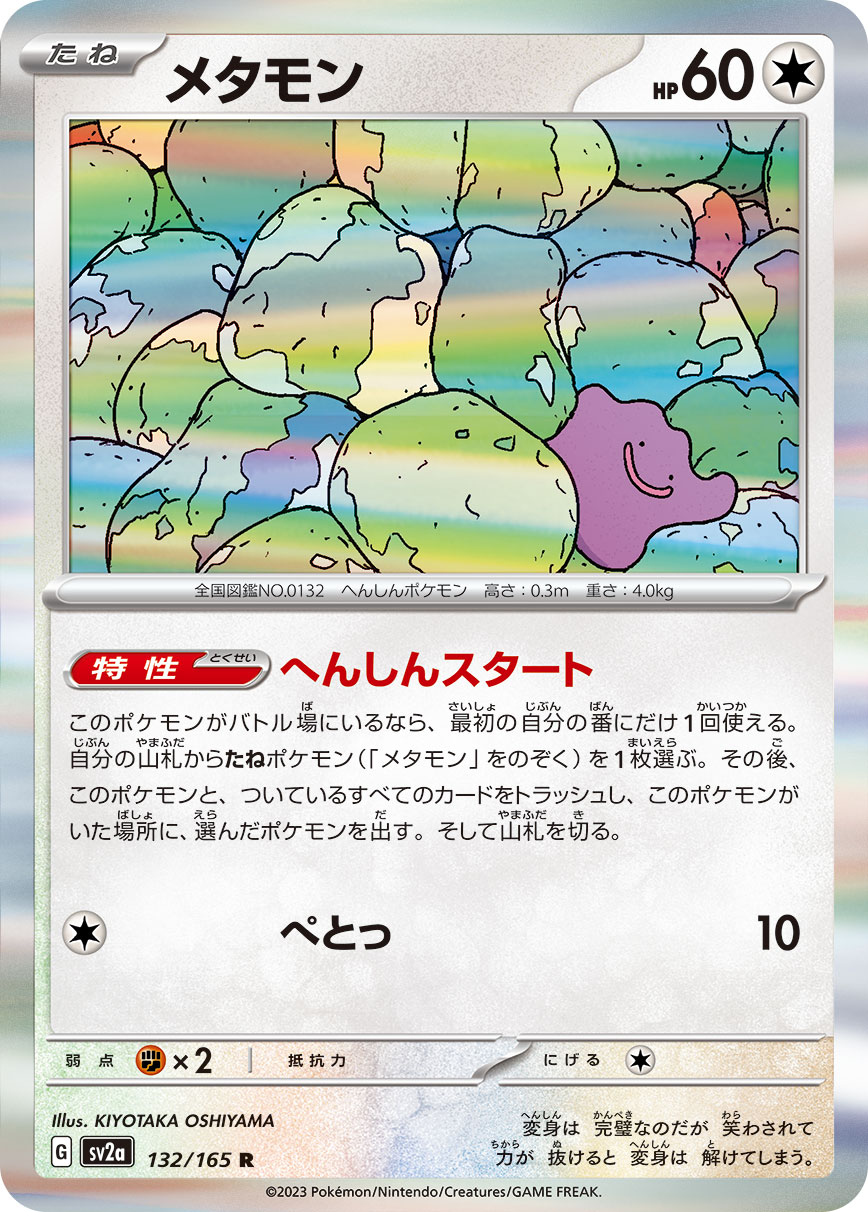 たね メタモン HP60
全国図鑑NO.0132 へんしんポケモン 高さ：0.3m 重さ：4.0kg
特性 とくせい へんしんスタート
このポケモンがバトル場にいるなら、最初の自分の番にだけ1回使える。
自分の山札からたねポケモン（「メタモン」をのぞく）を1枚選ぶ。その後、
このポケモンと、ついているすべてのカードをトラッシュし、このポケモンが
いた場所に、選んだポケモンを出す。そして山札を切る。
ぺとっ 10
弱点 ×2 抵抗力 にげる
Illus. KIYOTAKA OSHIYAMA
変身は 完璧なのだが 笑わされて
力が 抜けると 変身は 解けてしまう。
G sv2a 132/165 R
©2023 Pokémon/Nintendo/Creatures/GAME FREAK.